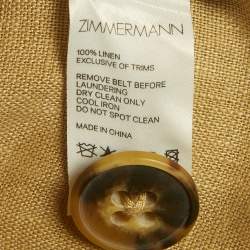 ZIMMERMANN
100% LINEN
EXCLUSIVE OF TRIMS
REMOVE BELT BEFORE
LAUNDERING
DRY CLEAN ONLY
COOL IRON
DO NOT SPOT CLEAN
MADE IN CHINA